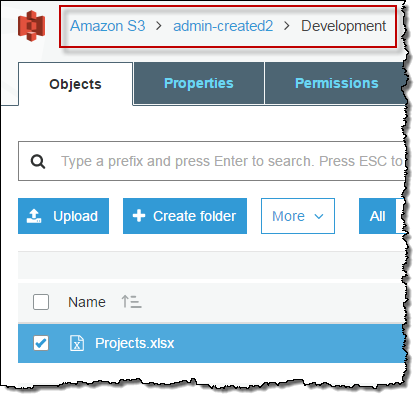 Amazon S3 > admin-created2 > Development
Objects Properties Permissions
Type a prefix and press Enter to search. Press ESC to
Upload Create folder More All
Name
Projects.xlsx